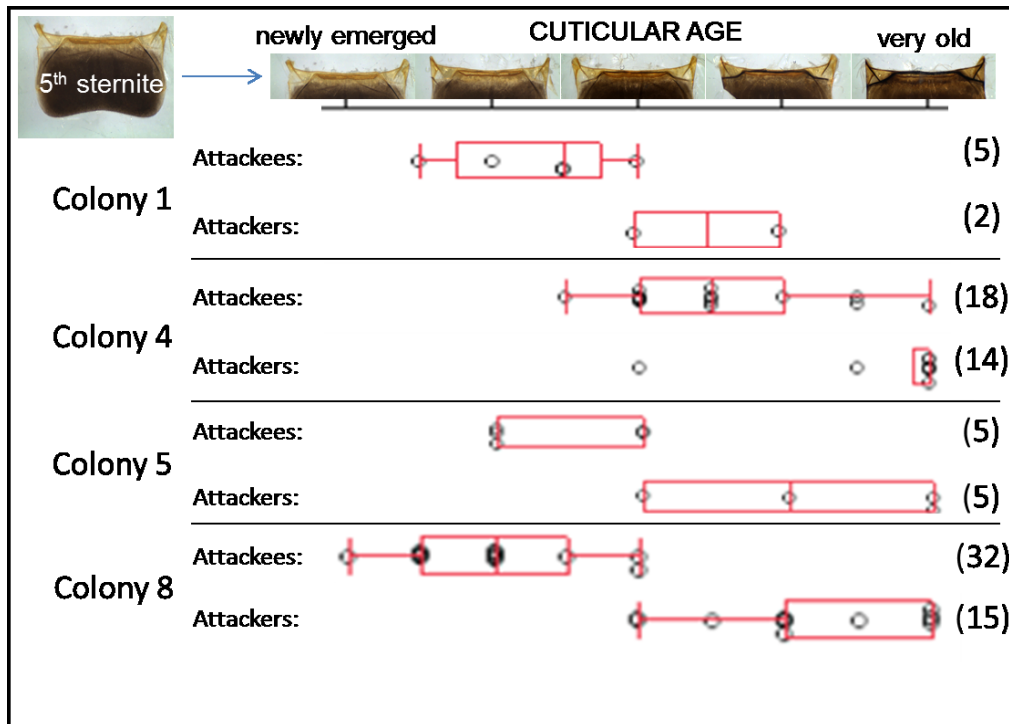 newly emerged
CUTICULAR AGE
very old
5th sternite
Attackees:
(5)
Colony 1
Attackers:
(2)
Attackees:
(18)
Colony 4
Attackers:
(14)
Attackees:
(5)
Colony 5
Attackers:
(5)
Attackees:
(32)
Colony 8
Attackers:
(15)